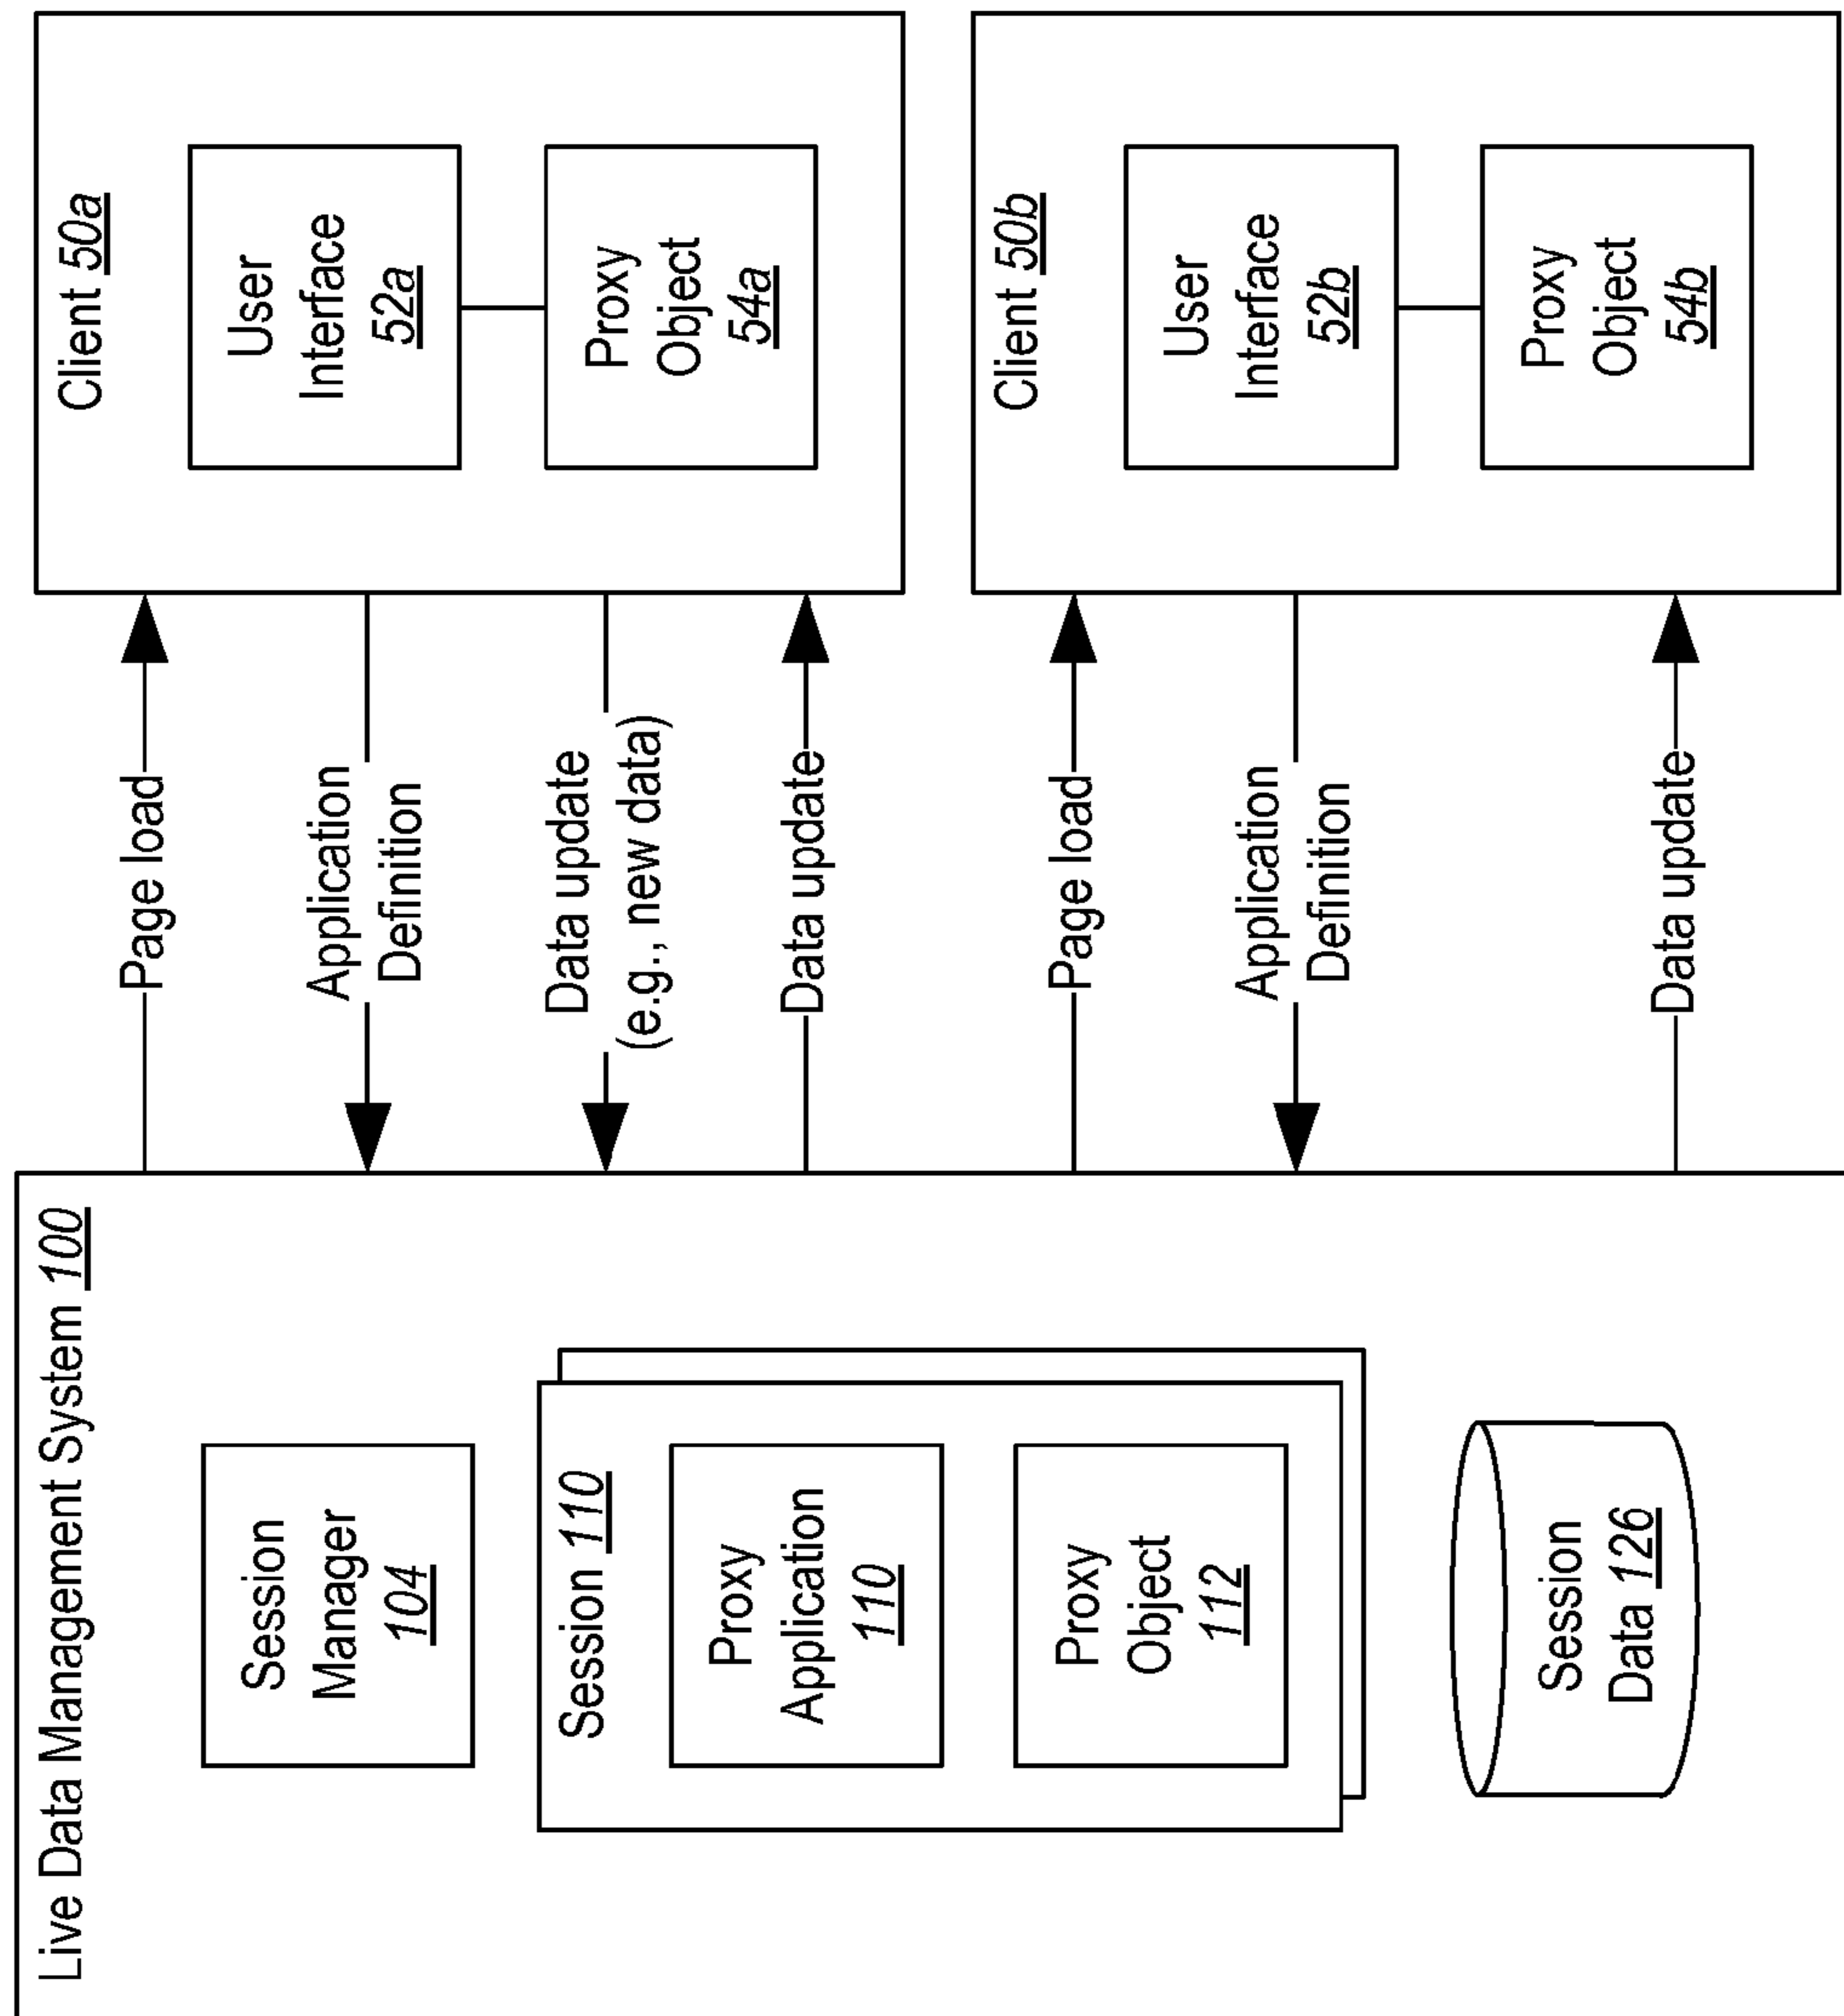 Live Data Management System 100
Session
Manager
104
Session 110
Proxy
Application
110
Proxy
Object
112
Session
Data 126
Page load
Application
Definition
Data update
(e.g., new data)
Data update
Page load
Application
Definition
Data update
Client 50a
User
Interface
52a
Proxy
Object
54a
Client 50b
User
Interface
52b
Proxy
Object
54b